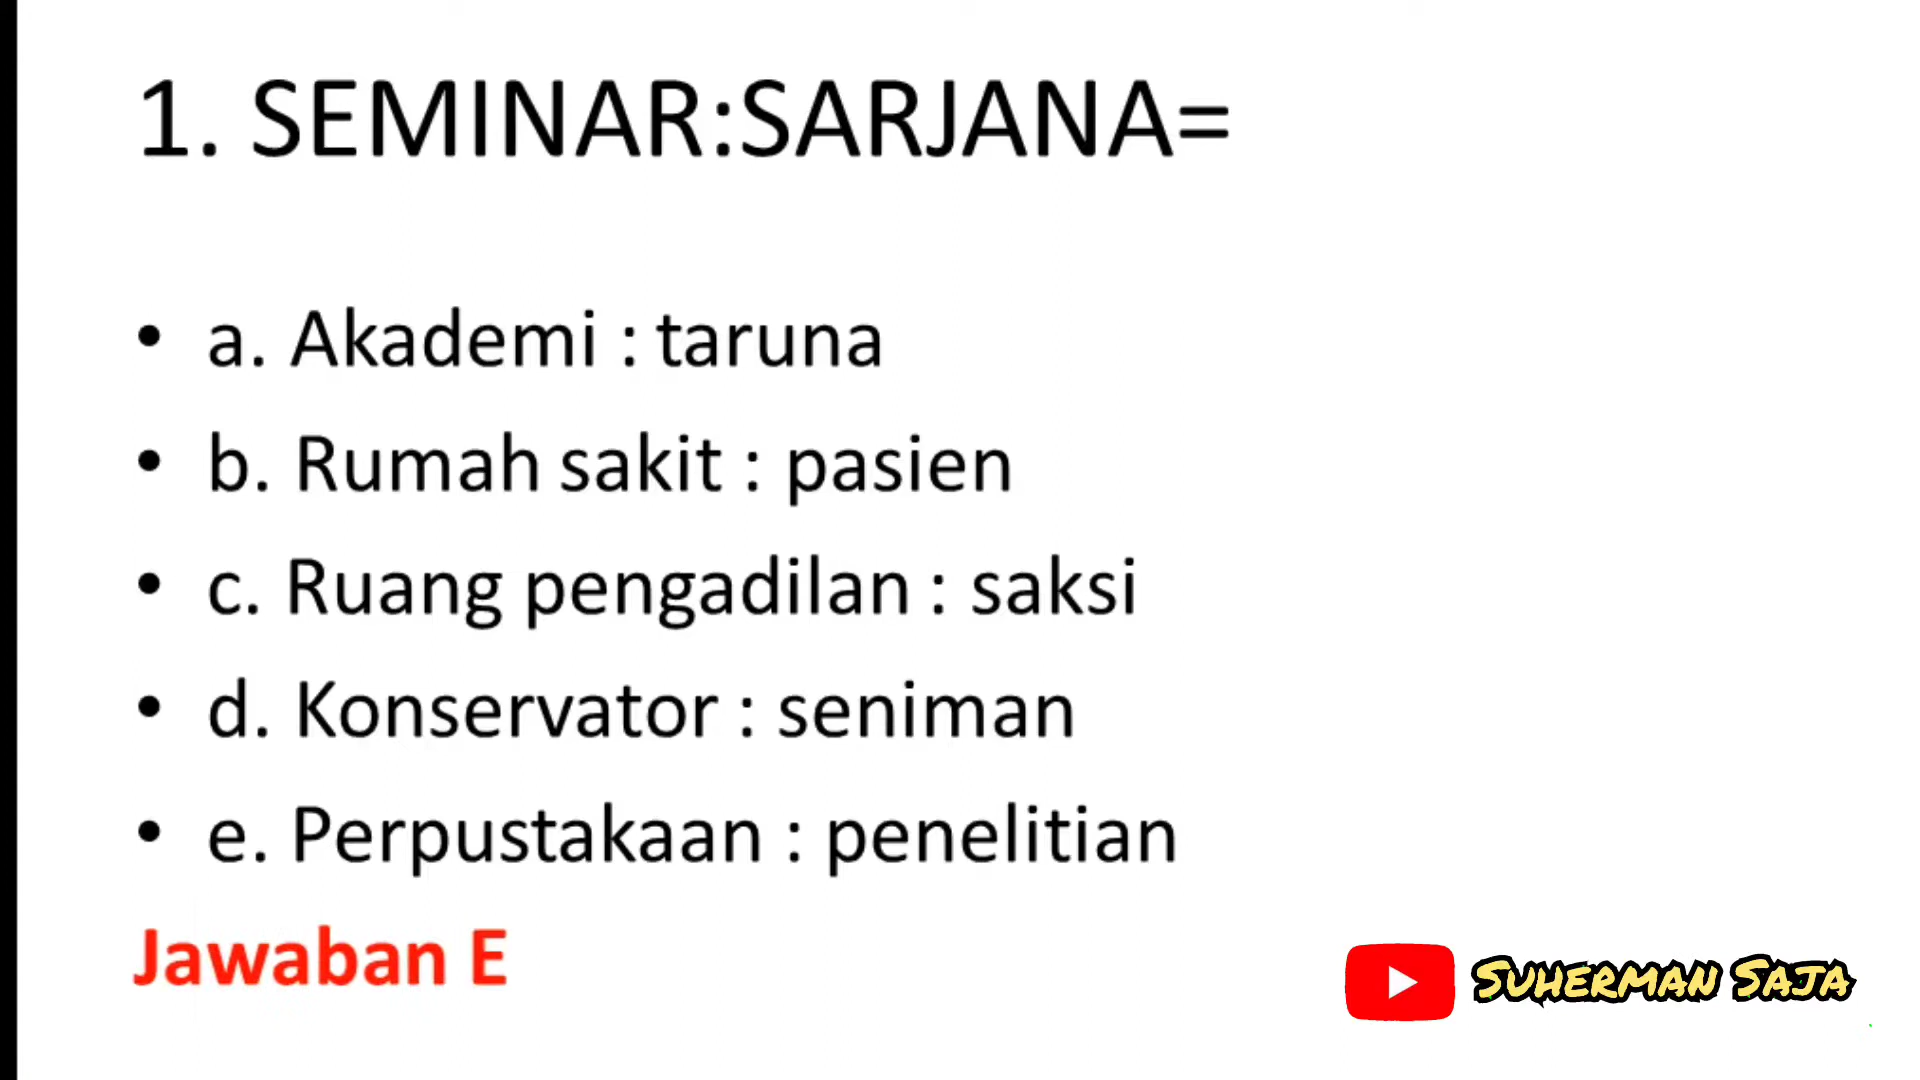 1. SEMINAR:SARJANA=
• a. Akademi : taruna
• b. Rumah sakit : pasien
• c. Ruang pengadilan : saksi
• d. Konservator : seniman
• e. Perpustakaan : penelitian
Jawaban E
SUHERMAN SAJA